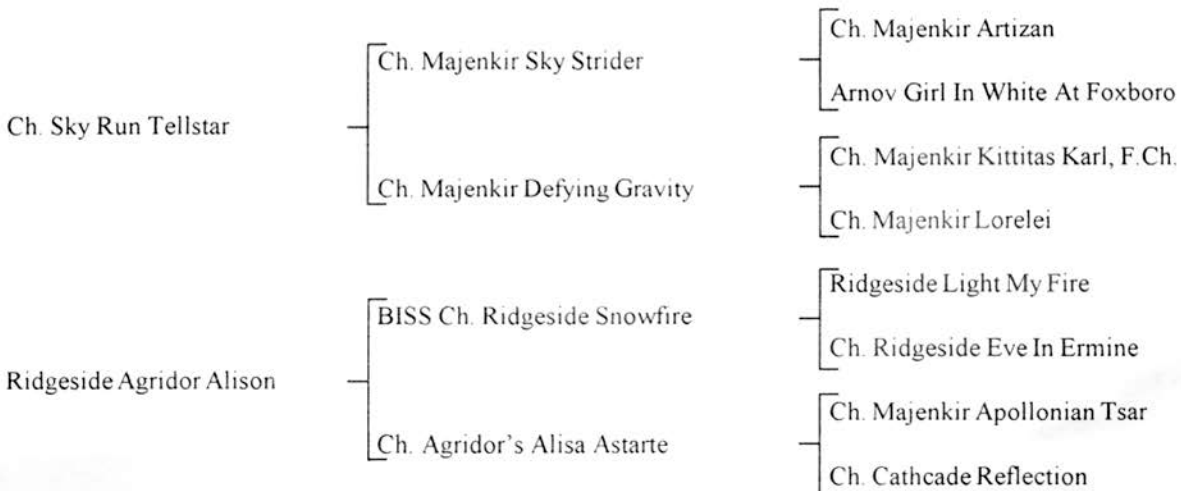 Ch. Majenkir Artizan
Ch. Majenkir Sky Strider
Arnov Girl In White At Foxboro
Ch. Sky Run Tellstar
Ch. Majenkir Kittitas Karl, F.Ch.
Ch. Majenkir Defying Gravity
Ch. Majenkir Lorelei
Ridgeside Light My Fire
BISS Ch. Ridgeside Snowfire
Ch. Ridgeside Eve In Ermine
Ridgeside Agridor Alison
Ch. Majenkir Apollonian Tsar
Ch. Agridor's Alisa Astarte
Ch. Cathcade Reflection